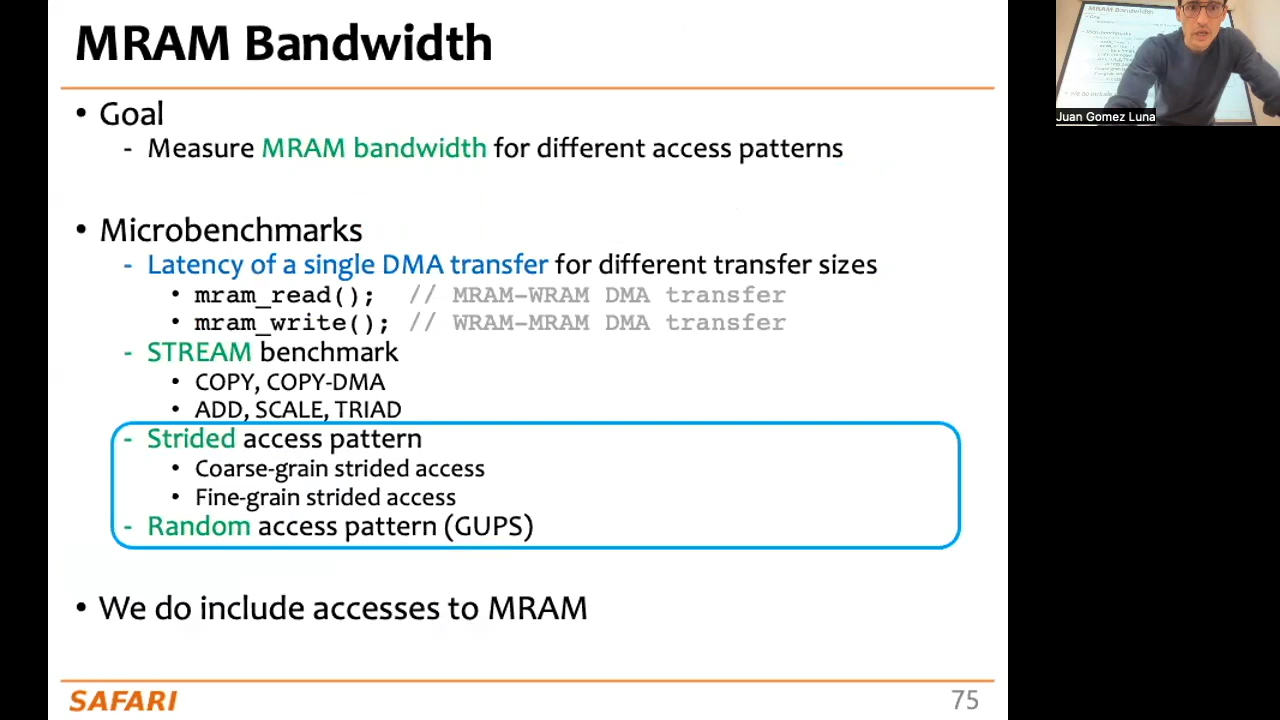 MRAM Bandwidth
• Goal
- Measure MRAM bandwidth for different access patterns
• Microbenchmarks
- Latency of a single DMA transfer for different transfer sizes
• mram_read(); // MRAM-WRAM DMA transfer
• mram_write(); // WRAM-MRAM DMA transfer
- STREAM benchmark
• COPY, COPY-DMA
• ADD, SCALE, TRIAD
- Strided access pattern
• Coarse-grain strided access
• Fine-grain strided access
- Random access pattern (GUPS)
• We do include accesses to MRAM
SAFARI
75
MRAM Bandwidth
Juan Gomez Luna